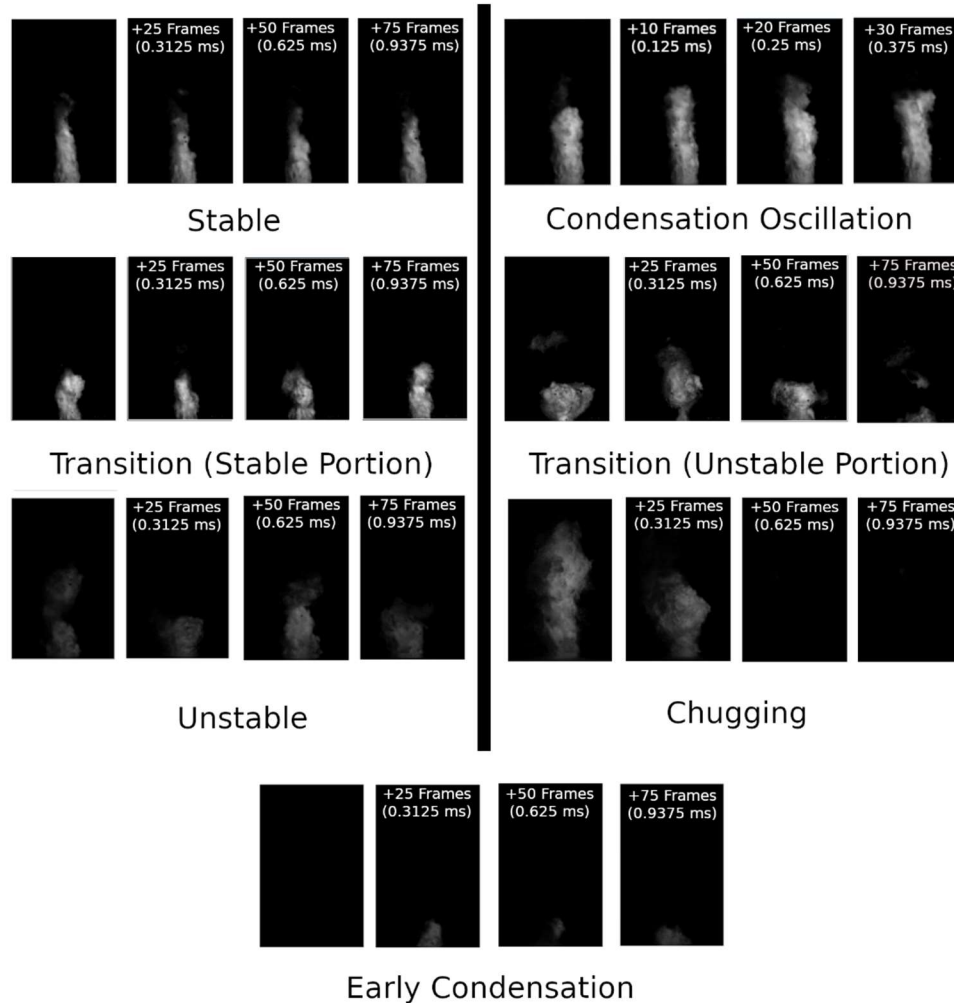 +25 Frames
(0.3125 ms)
+50 Frames
(0.625 ms)
+75 Frames
(0.9375 ms)
Stable
+10 Frames
(0.125 ms)
+20 Frames
(0.25 ms)
+30 Frames
(0.375 ms)
Condensation Oscillation
+25 Frames
(0.3125 ms)
+50 Frames
(0.625 ms)
+75 Frames
(0.9375 ms)
Transition (Stable Portion)
+25 Frames
(0.3125 ms)
+50 Frames
(0.625 ms)
+75 Frames
(0.9375 ms)
Transition (Unstable Portion)
+25 Frames
(0.3125 ms)
+50 Frames
(0.625 ms)
+75 Frames
(0.9375 ms)
Unstable
+25 Frames
(0.3125 ms)
+50 Frames
(0.625 ms)
+75 Frames
(0.9375 ms)
Chugging
+25 Frames
(0.3125 ms)
+50 Frames
(0.625 ms)
+75 Frames
(0.9375 ms)
Early Condensation